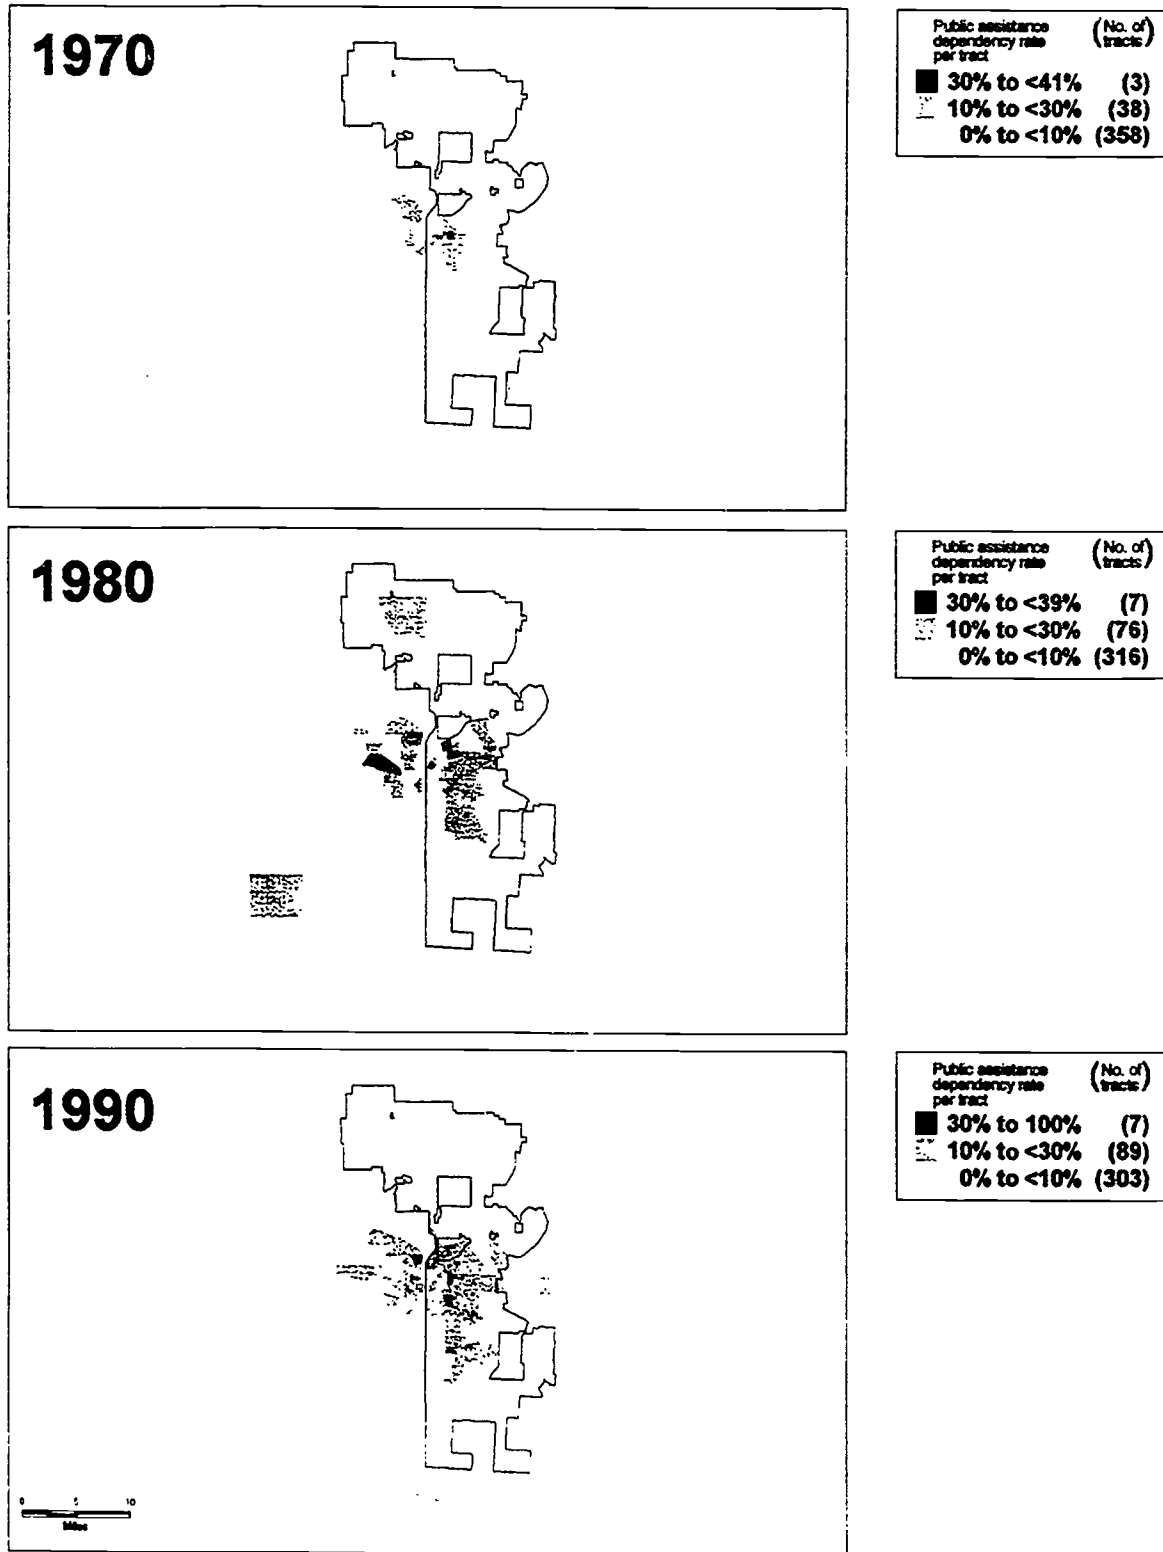 1970
Public assistance (No. of
dependency rate tracts)
per tract
30% to <41% (3)
10% to <30% (38)
0% to <10% (358)
1980
Public assistance (No. of
dependency rate tracts)
per tract
30% to <39% (7)
10% to <30% (76)
0% to <10% (316)
1990
Public assistance (No. of
dependency rate tracts)
per tract
30% to 100% (7)
10% to <30% (89)
0% to <10% (303)
0 5 10
Miles